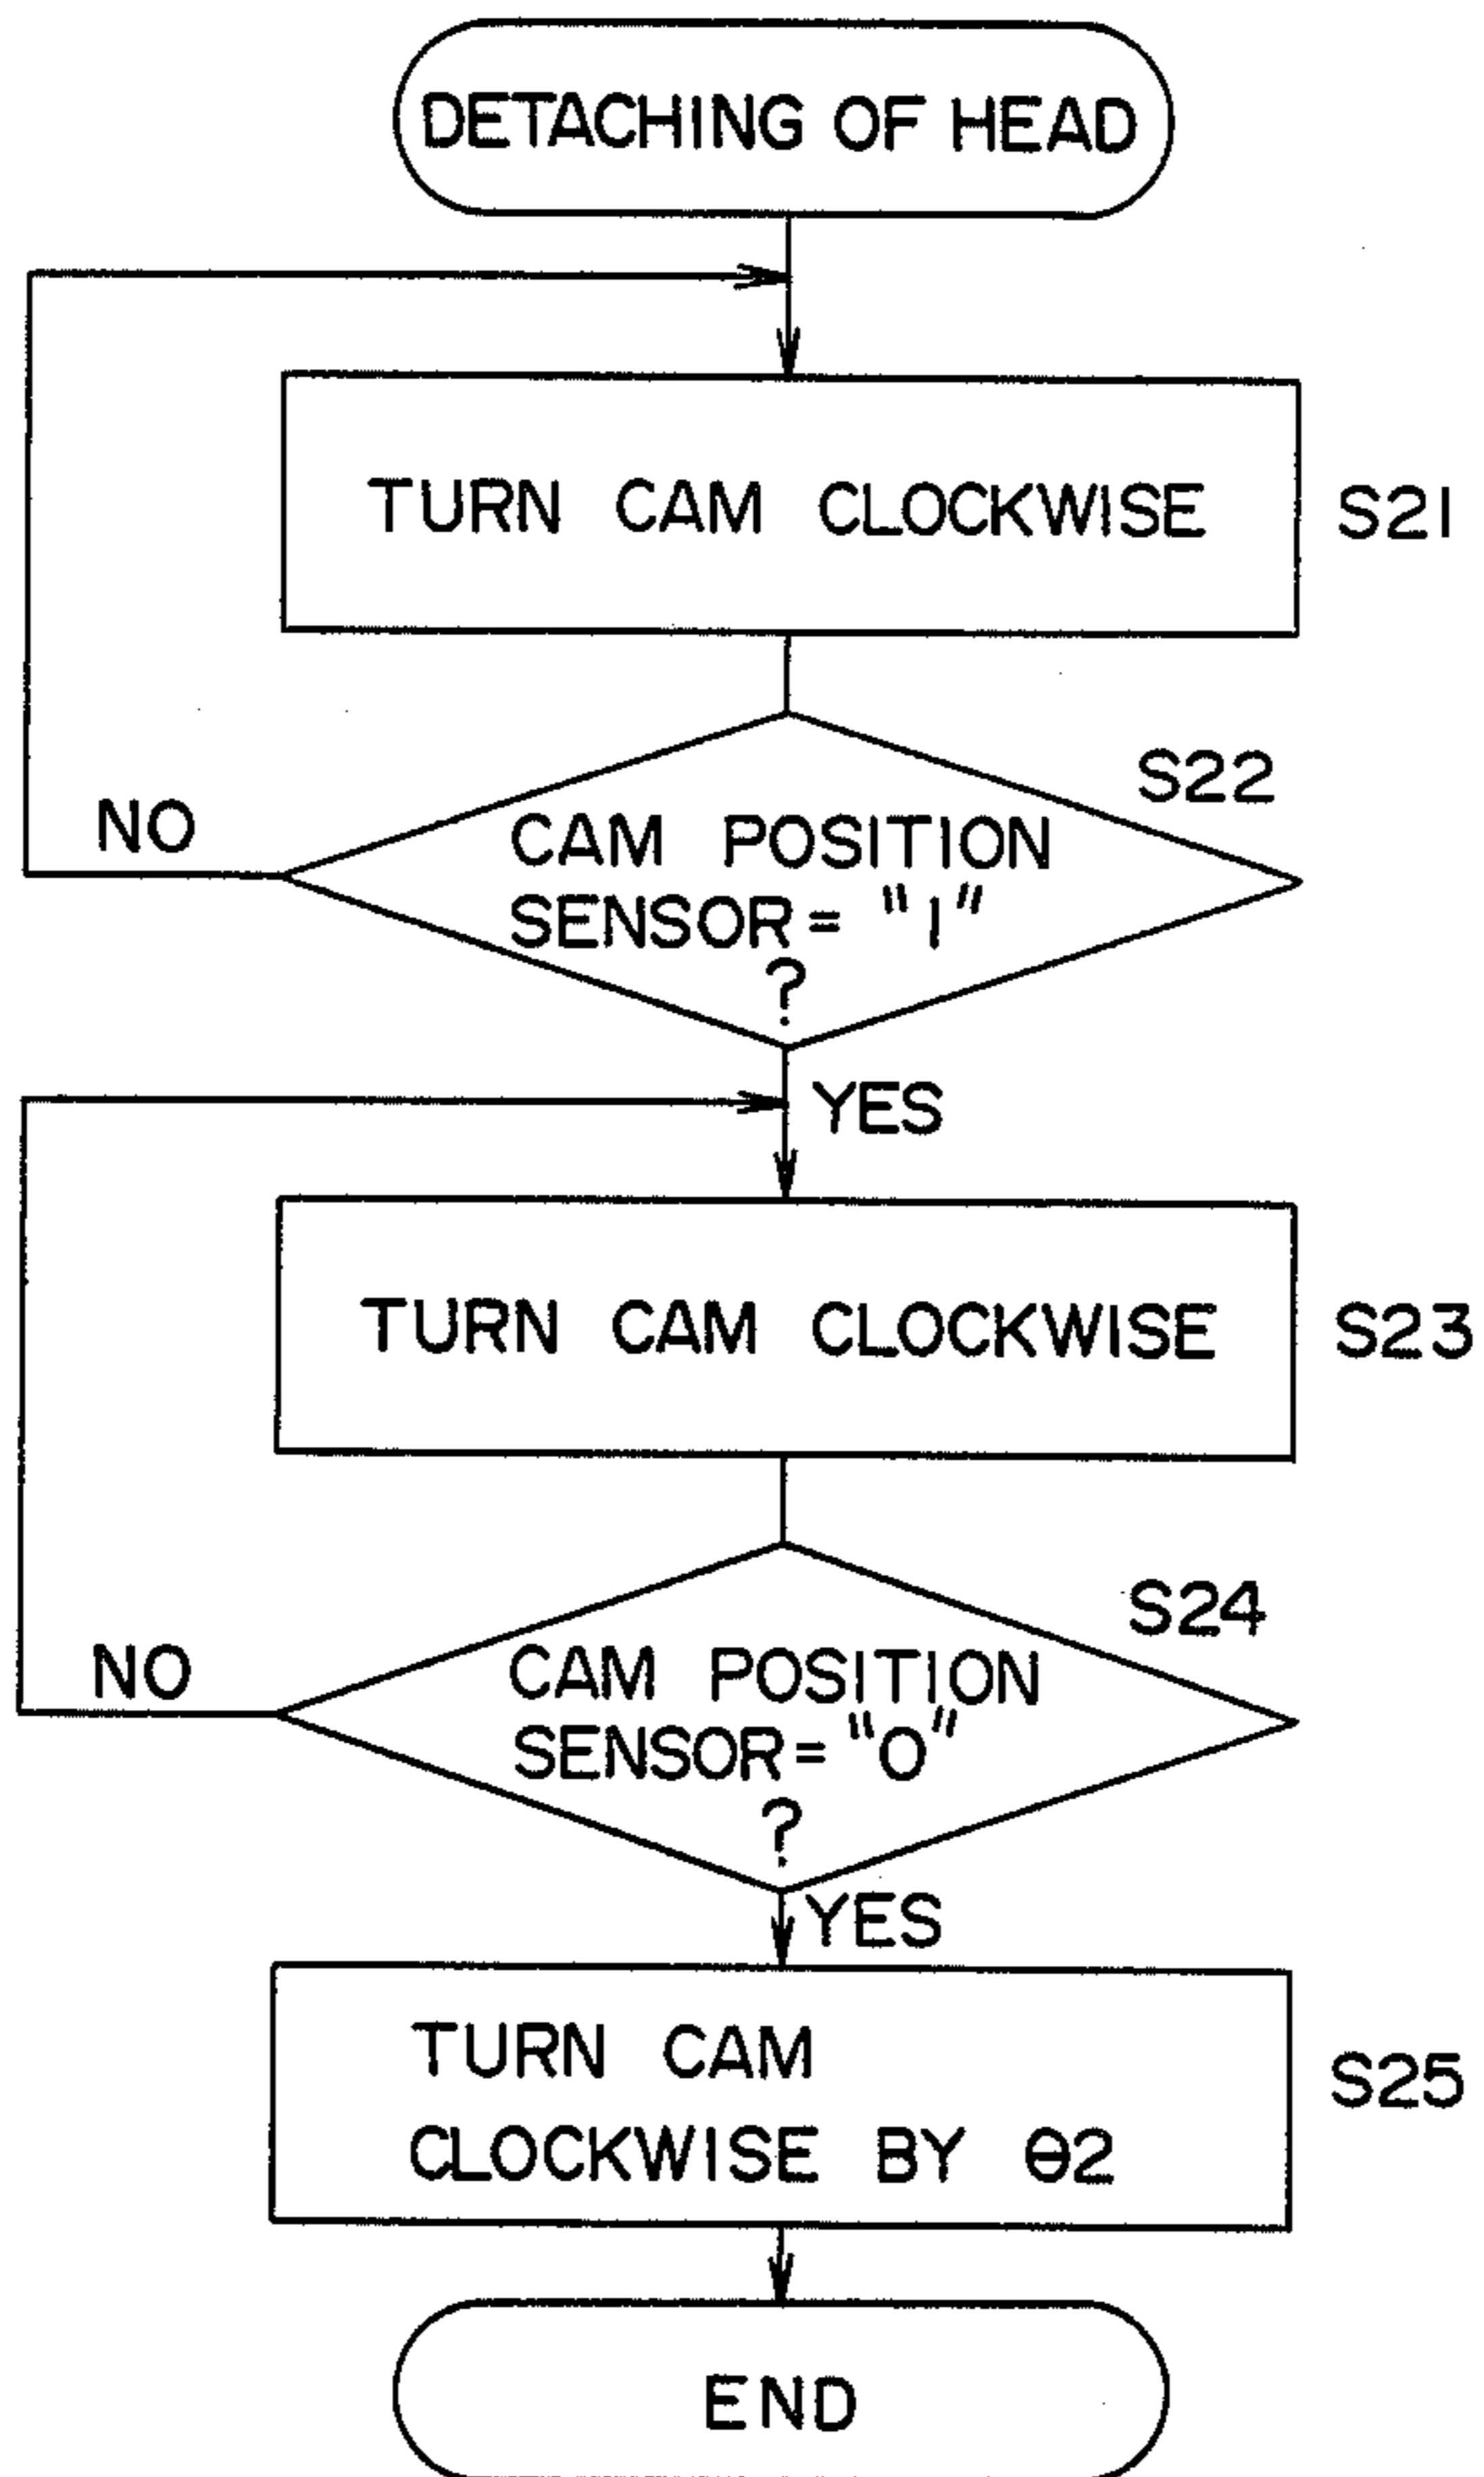 DETACHING OF HEAD
TURN CAM CLOCKWISE
S21
S22
NO
CAM POSITION
SENSOR = "1"
?
YES
TURN CAM CLOCKWISE
S23
S24
NO
CAM POSITION
SENSOR = "0"
?
YES
TURN CAM
CLOCKWISE BY θ2
S25
END